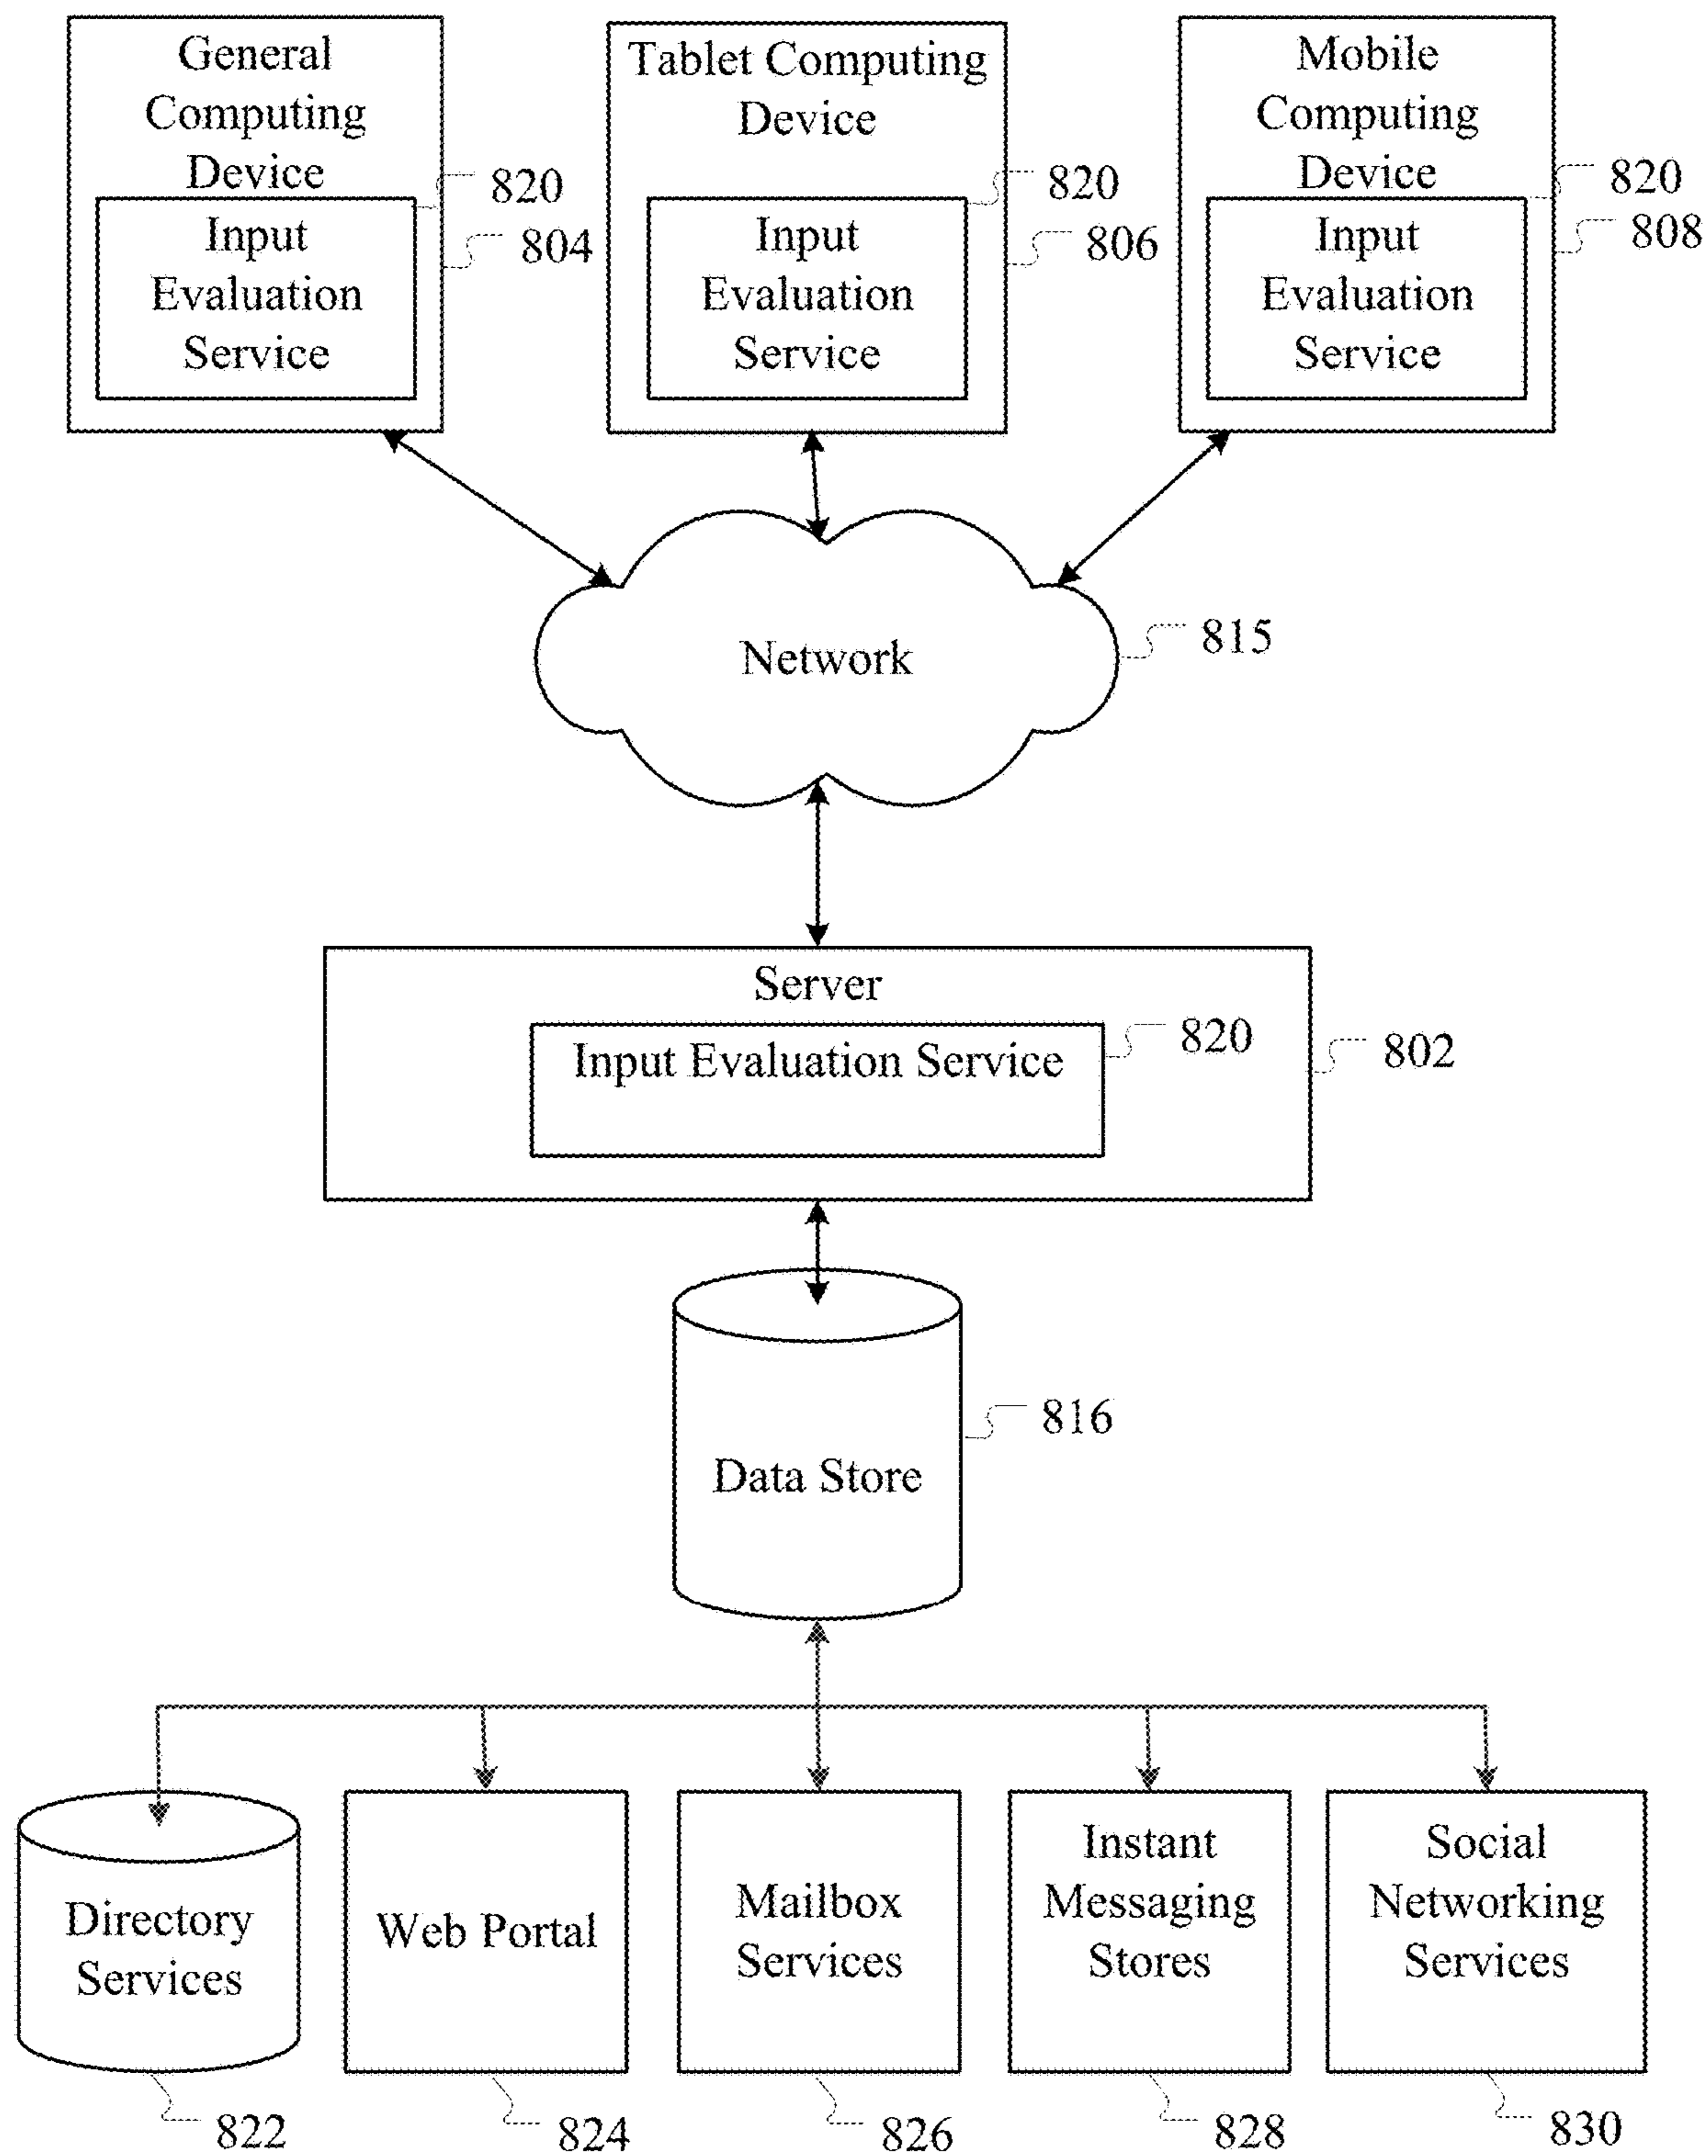 General
Computing
Device
820
Input
Evaluation
Service
804
Tablet Computing
Device
820
Input
Evaluation
Service
806
Mobile
Computing
Device
820
Input
Evaluation
Service
808
Network
815
Server
Input Evaluation Service
820
802
Data Store
816
Directory
Services
822
Web Portal
824
Mailbox
Services
826
Instant
Messaging
Stores
828
Social
Networking
Services
830